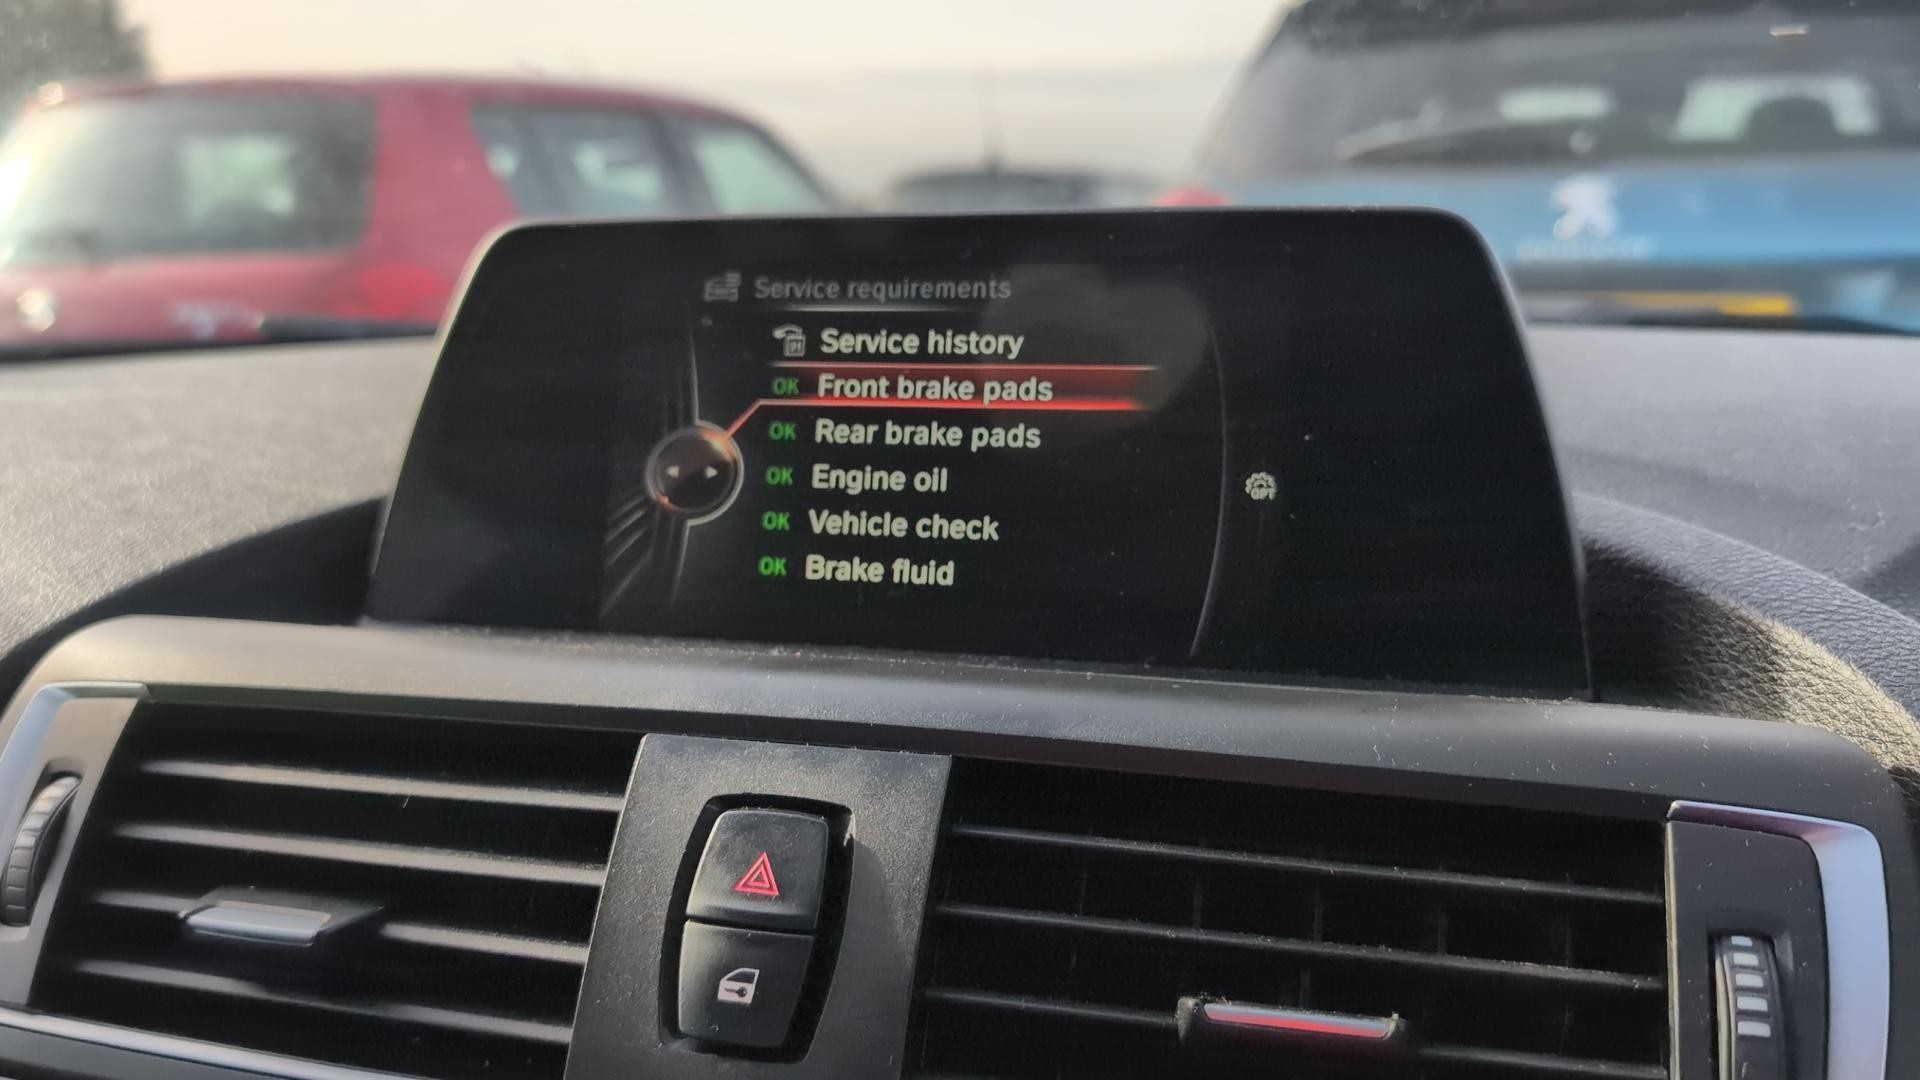 Service requirements
Service history
OK Front brake pads
OK Rear brake pads
OK Engine oil
OK Vehicle check
OK Brake fluid
OPT